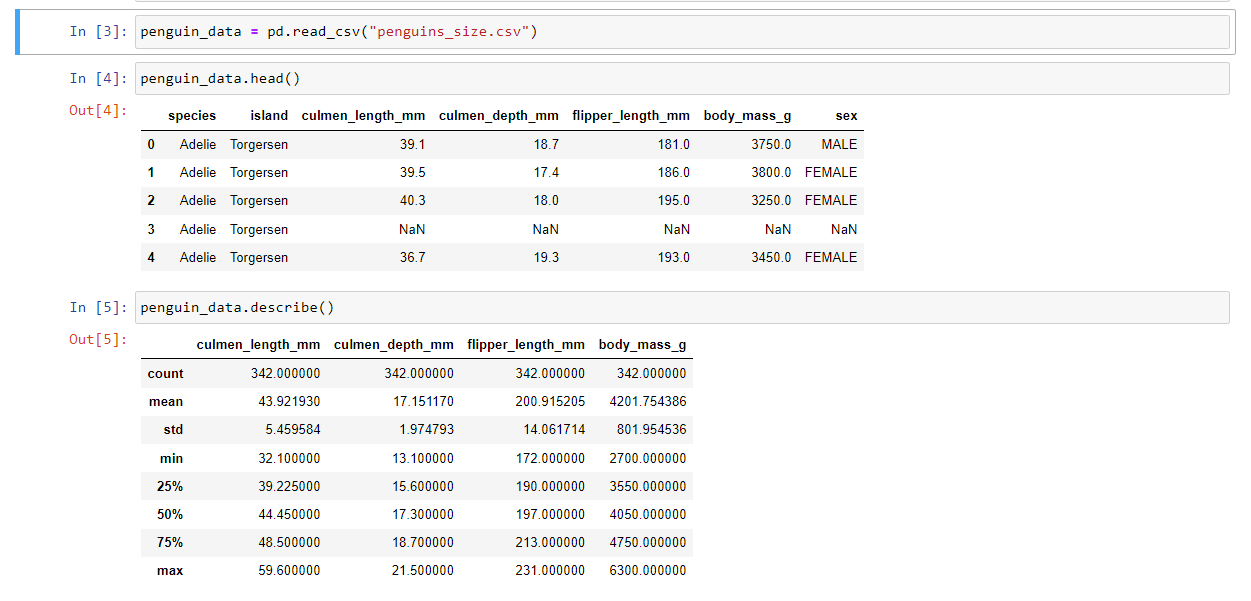 In [3]: penguin_data = pd.read_csv("penguins_size.csv")
In [4]: penguin_data.head()
Out[4]:
species island culmen_length_mm culmen_depth_mm flipper_length_mm body_mass_g sex
0 Adelie Torgersen 39.1 18.7 181.0 3750.0 MALE
1 Adelie Torgersen 39.5 17.4 186.0 3800.0 FEMALE
2 Adelie Torgersen 40.3 18.0 195.0 3250.0 FEMALE
3 Adelie Torgersen NaN NaN NaN NaN NaN
4 Adelie Torgersen 36.7 19.3 193.0 3450.0 FEMALE
In [5]: penguin_data.describe()
Out[5]:
culmen_length_mm culmen_depth_mm flipper_length_mm body_mass_g
count 342.000000 342.000000 342.000000 342.000000
mean 43.921930 17.151170 200.915205 4201.754386
std 5.459584 1.974793 14.061714 801.954536
min 32.100000 13.100000 172.000000 2700.000000
25% 39.225000 15.600000 190.000000 3550.000000
50% 44.450000 17.300000 197.000000 4050.000000
75% 48.500000 18.700000 213.000000 4750.000000
max 59.600000 21.500000 231.000000 6300.000000